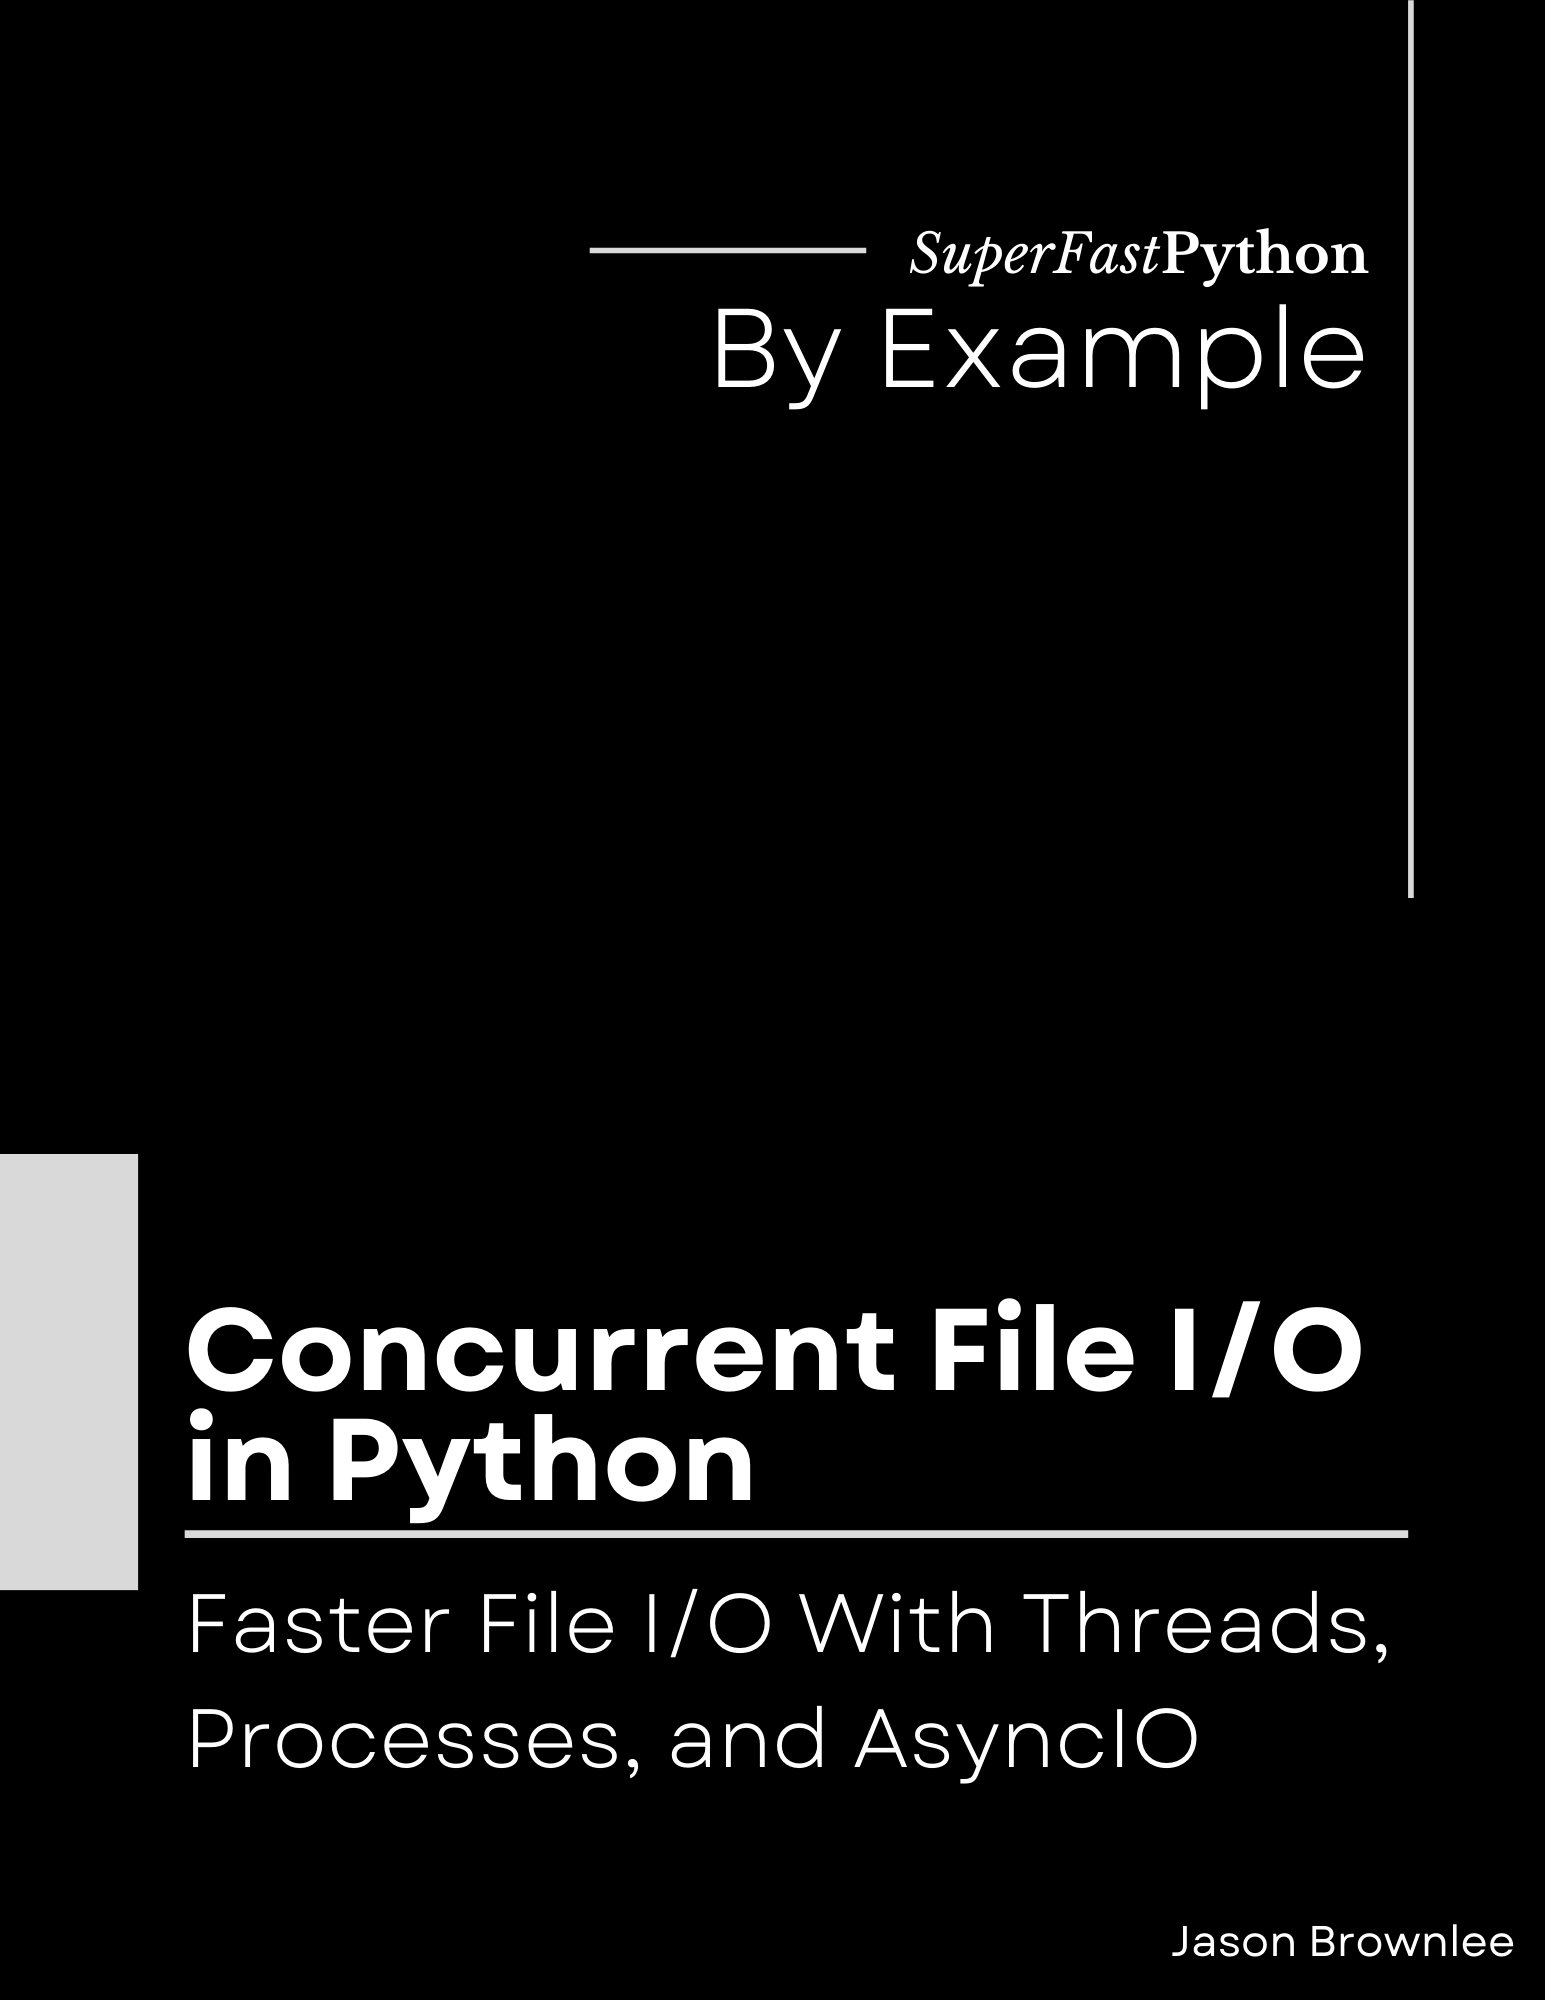 SuperFastPython
By Example
Concurrent File I/O
in Python
Faster File I/O With Threads,
Processes, and AsyncIO
Jason Brownlee